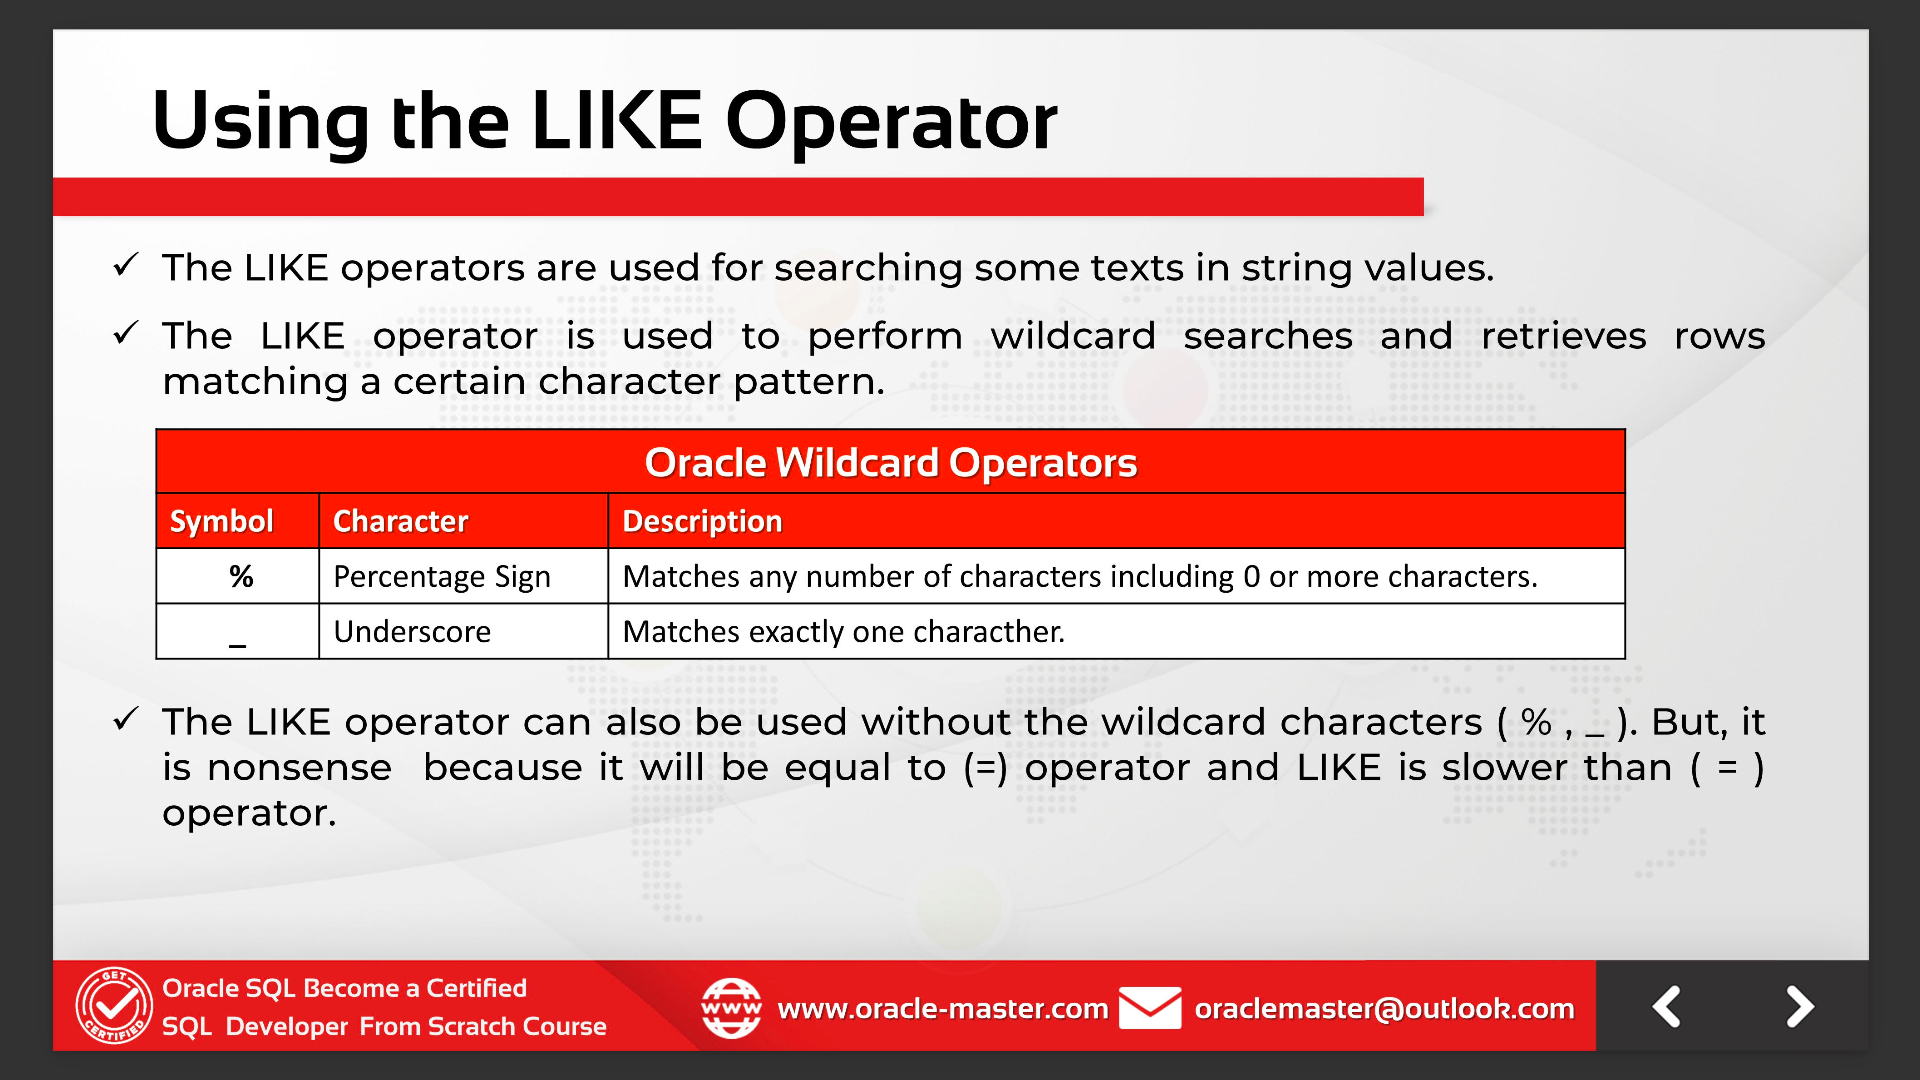 Using the LIKE Operator
✓ The LIKE operators are used for searching some texts in string values.
✓ The LIKE operator is used to perform wildcard searches and retrieves rows
matching a certain character pattern.
Oracle Wildcard Operators
Symbol Character Description
% Percentage Sign Matches any number of characters including 0 or more characters.
_ Underscore Matches exactly one characther.
✓ The LIKE operator can also be used without the wildcard characters ( % , _ ). But, it
is nonsense because it will be equal to (=) operator and LIKE is slower than ( = )
operator.
GET CERTIFIED
Oracle SQL Become a Certified
SQL Developer From Scratch Course
www
www.oracle-master.com
oraclemaster@outlook.com